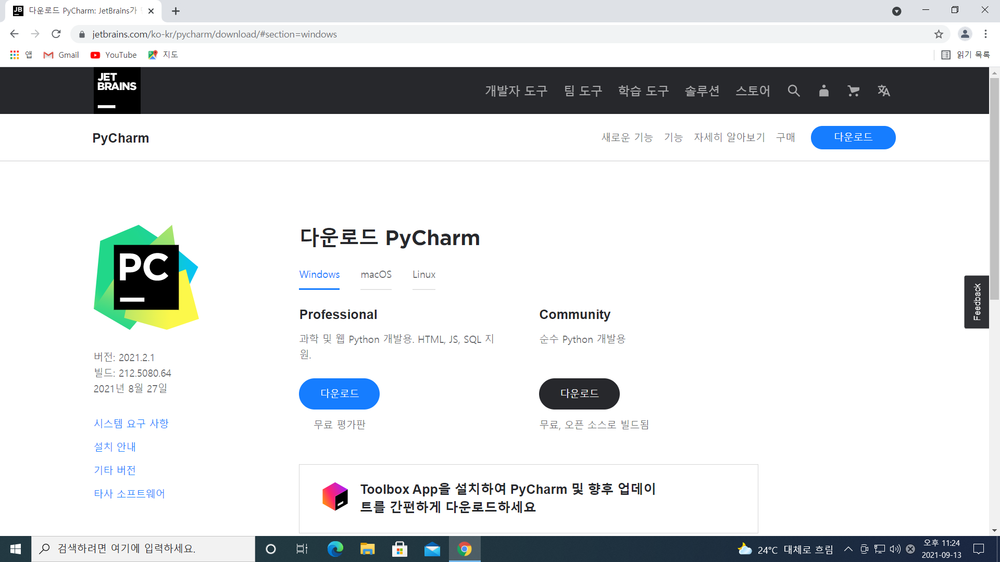 JB 다운로드 PyCharm: JetBrains가
jetbrains.com/ko-kr/pycharm/download/#section=windows
앱 Gmail YouTube 지도 읽기 목록
JET
BRAINS
개발자 도구 팀 도구 학습 도구 솔루션 스토어
PyCharm 새로운 기능 기능 자세히 알아보기 구매 다운로드
PC
다운로드 PyCharm
Windows macOS Linux
Professional
과학 및 웹 Python 개발용. HTML, JS, SQL 지
원.
다운로드
무료 평가판
Community
순수 Python 개발용
다운로드
무료, 오픈 소스로 빌드됨
버전: 2021.2.1
빌드: 212.5080.64
2021년 8월 27일
시스템 요구 사항
설치 안내
기타 버전
타사 소프트웨어
Toolbox App을 설치하여 PyCharm 및 향후 업데이
트를 간편하게 다운로드하세요
Feedback
검색하려면 여기에 입력하세요.
24°C 대체로 흐림
오후 11:24
2021-09-13